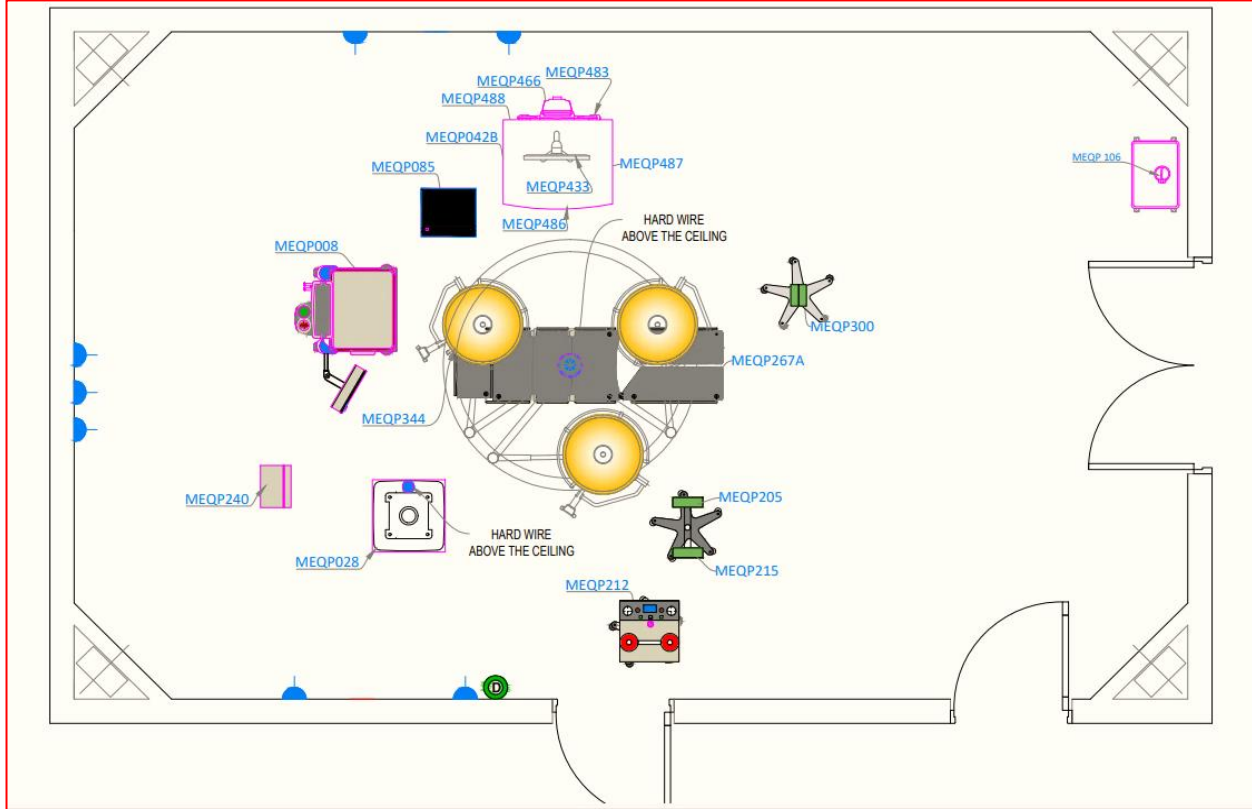 MEQP483
MEQP466
MEQP488
MEQP042B
MEQP487
MEQP 106
MEQP085
MEQP433
MEQP486
HARD WIRE
ABOVE THE CEILING
MEQP008
MEQP300
MEQP267A
MEQP344
MEQP240
MEQP205
HARD WIRE
ABOVE THE CEILING
MEQP028
MEQP215
MEQP212
D